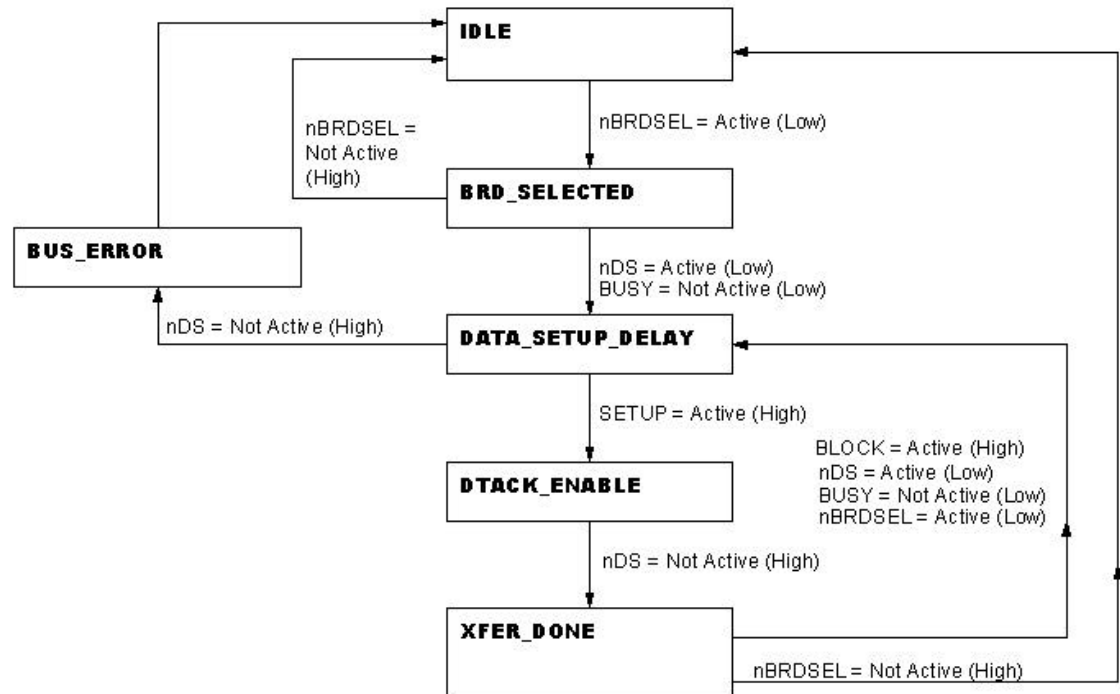 IDLE
nBRDSEL = Active (Low)
nBRDSEL =
Not Active
(High)
BRD_SELECTED
BUS_ERROR
nDS = Active (Low)
BUSY = Not Active (Low)
nDS = Not Active (High)
DATA_SETUP_DELAY
SETUP = Active (High)
BLOCK = Active (High)
nDS = Active (Low)
BUSY = Not Active (Low)
nBRDSEL = Active (Low)
DTACK_ENABLE
nDS = Not Active (High)
XFER_DONE
nBRDSEL = Not Active (High)